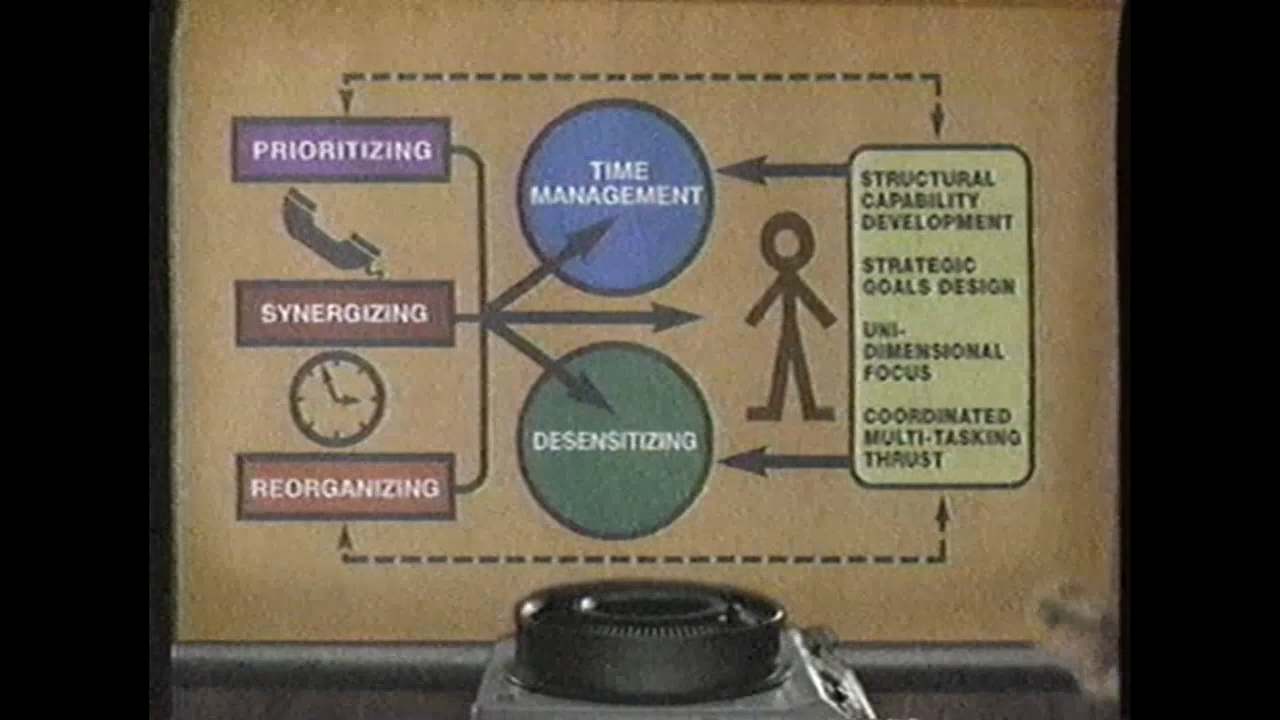 PRIORITIZING
SYNERGIZING
REORGANIZING
TIME
MANAGEMENT
DESENSITIZING
STRUCTURAL
CAPABILITY
DEVELOPMENT
STRATEGIC
GOALS DESIGN
UNI-
DIMENSIONAL
FOCUS
COORDINATED
MULTI-TASKING
THRUST